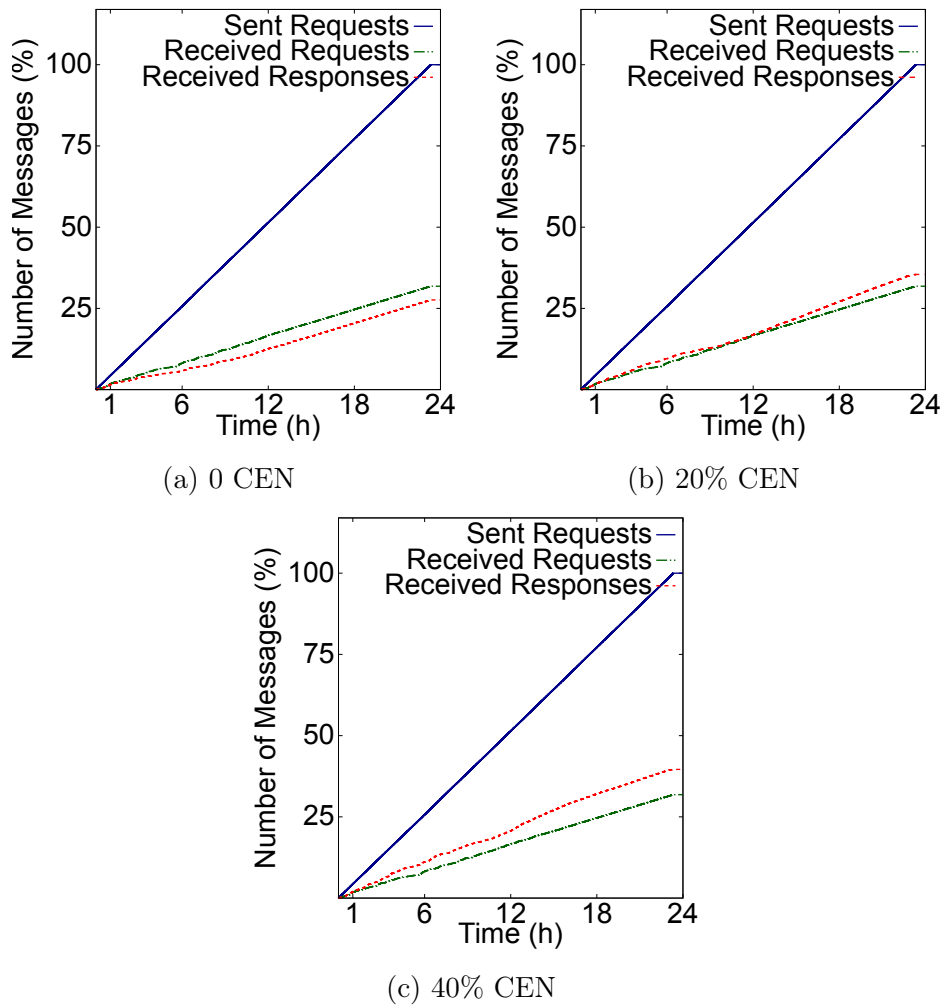 Sent Requests
Received Requests
Received Responses
Number of Messages (%)
100
75
50
25
1 6 12 18 24
Time (h)
(a) 0 CEN
Sent Requests
Received Requests
Received Responses
Number of Messages (%)
100
75
50
25
1 6 12 18 24
Time (h)
(b) 20% CEN
Sent Requests
Received Requests
Received Responses
Number of Messages (%)
100
75
50
25
1 6 12 18 24
Time (h)
(c) 40% CEN